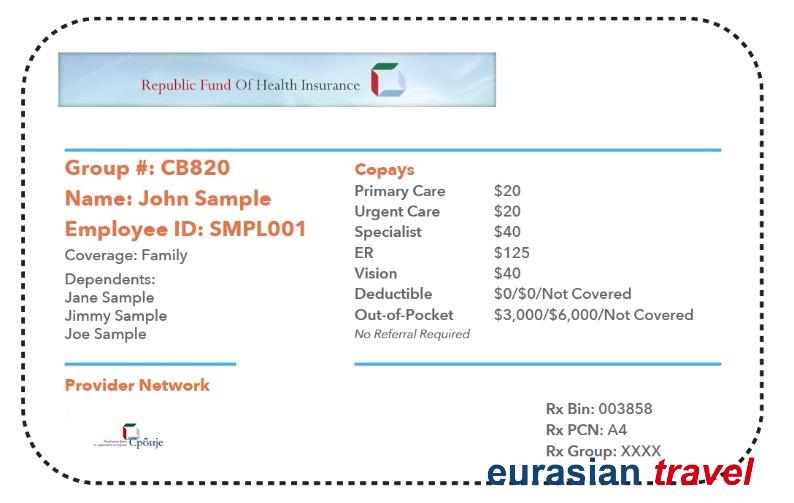 Republic Fund Of Health Insurance
Group #: CB820
Name: John Sample
Employee ID: SMPL001
Coverage: Family
Dependents:
Jane Sample
Jimmy Sample
Joe Sample
Copays
Primary Care $20
Urgent Care $20
Specialist $40
ER $125
Vision $40
Deductible $0/$0/Not Covered
Out-of-Pocket $3,000/$6,000/Not Covered
No Referral Required
Provider Network
Србије
Rx Bin: 003858
Rx PCN: A4
Rx Group: XXXX
eurasian travel